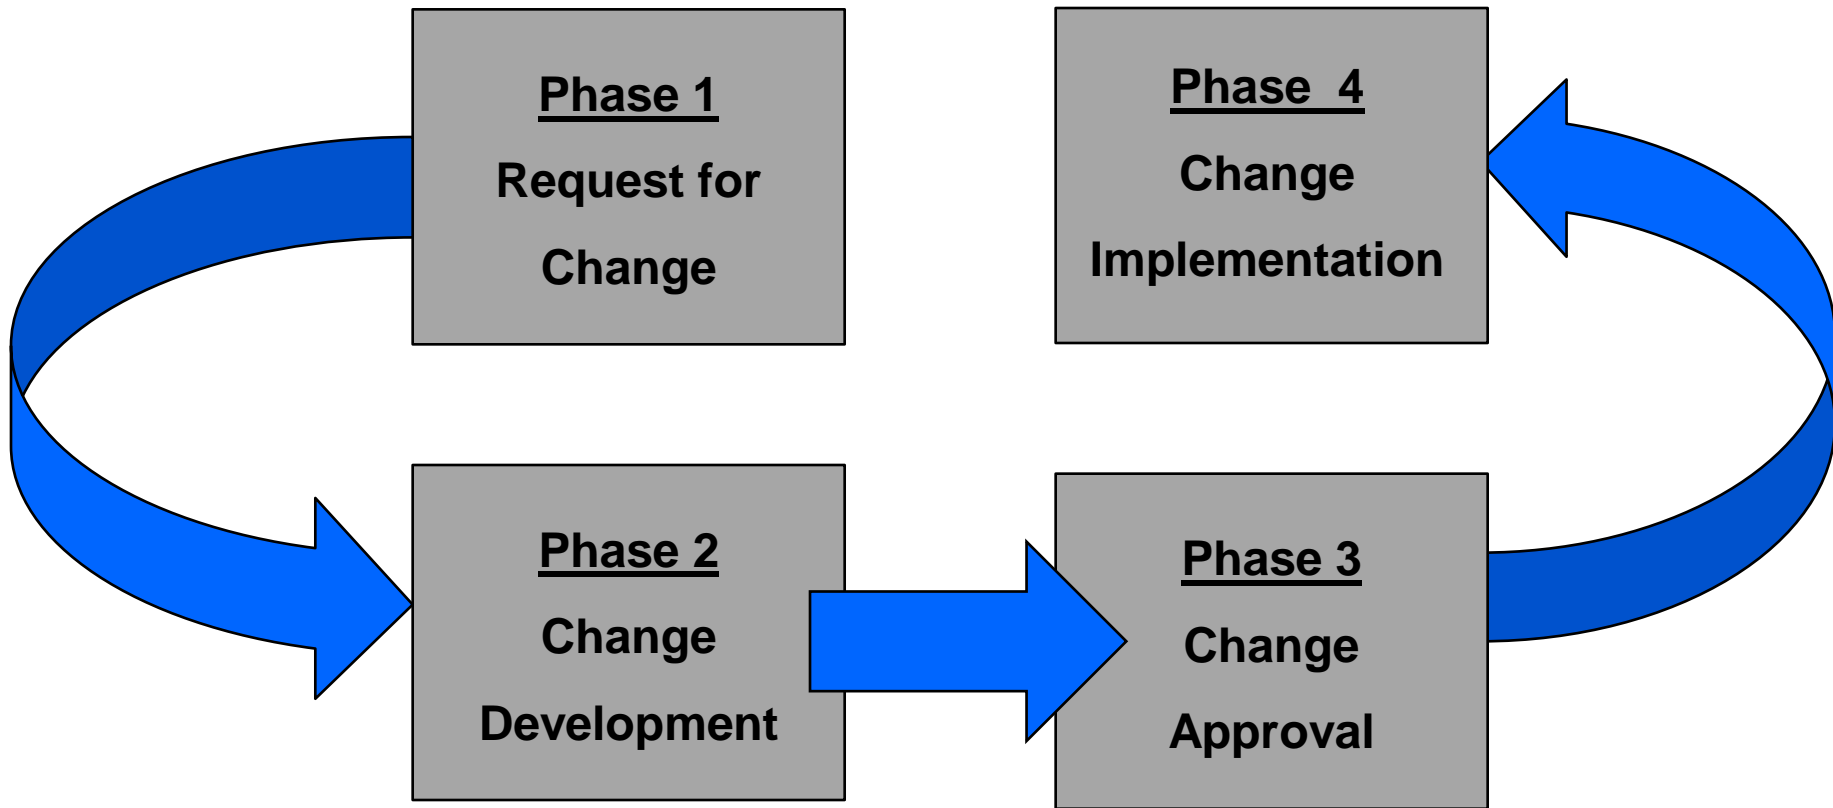 Phase 1
Request for
Change
Phase 2
Change
Development
Phase 3
Change
Approval
Phase  4
Change
Implementation